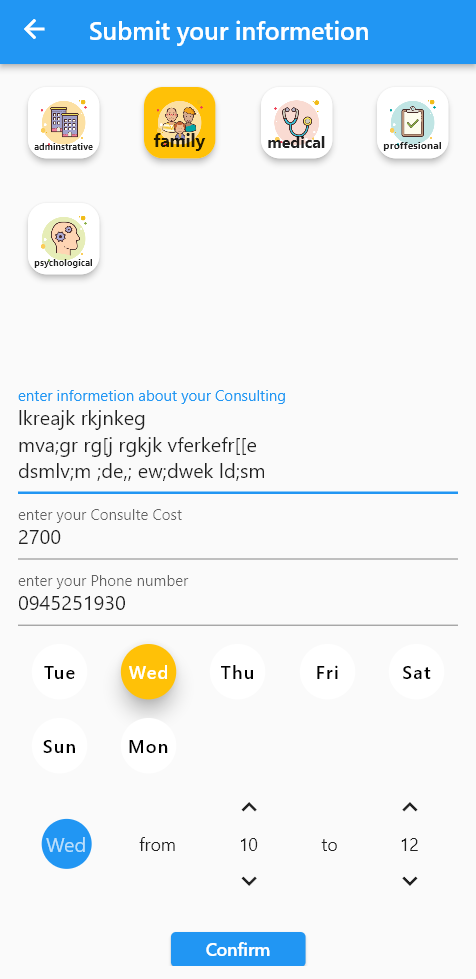 Submit your informetion
adminstrative
family
medical
proffesional
psychological
enter informetion about your Consulting
lkreajk rkjnkeg
mva;gr rg[j rgkjk vferkefr[[e
dsmlv;m ;de,; ew;dwek ld;sm
enter your Consulte Cost
2700
enter your Phone number
0945251930
Tue Wed Thu Fri Sat
Sun Mon
Wed from 10 to 12
Confirm